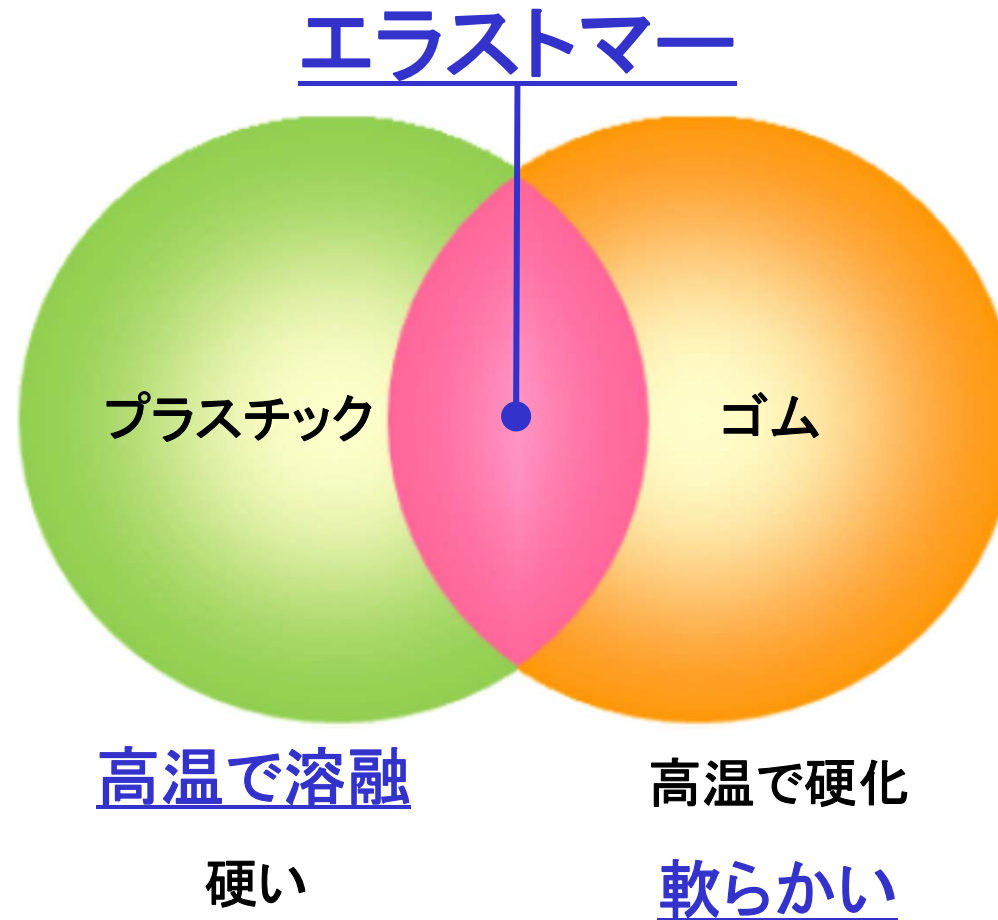 エラストマー
プラスチック
ゴム
高温で溶融
高温で硬化
硬い
軟らかい